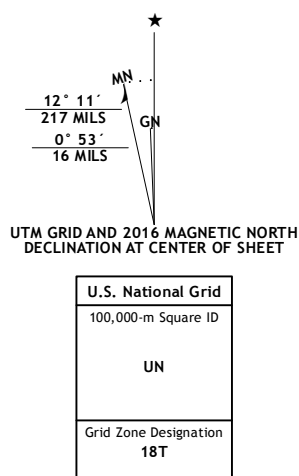 ★
MN
GN
12° 11´
217 MILS
0° 53´
16 MILS
UTM GRID AND 2016 MAGNETIC NORTH
DECLINATION AT CENTER OF SHEET
U.S. National Grid
100,000-m Square ID
UN
Grid Zone Designation
18T